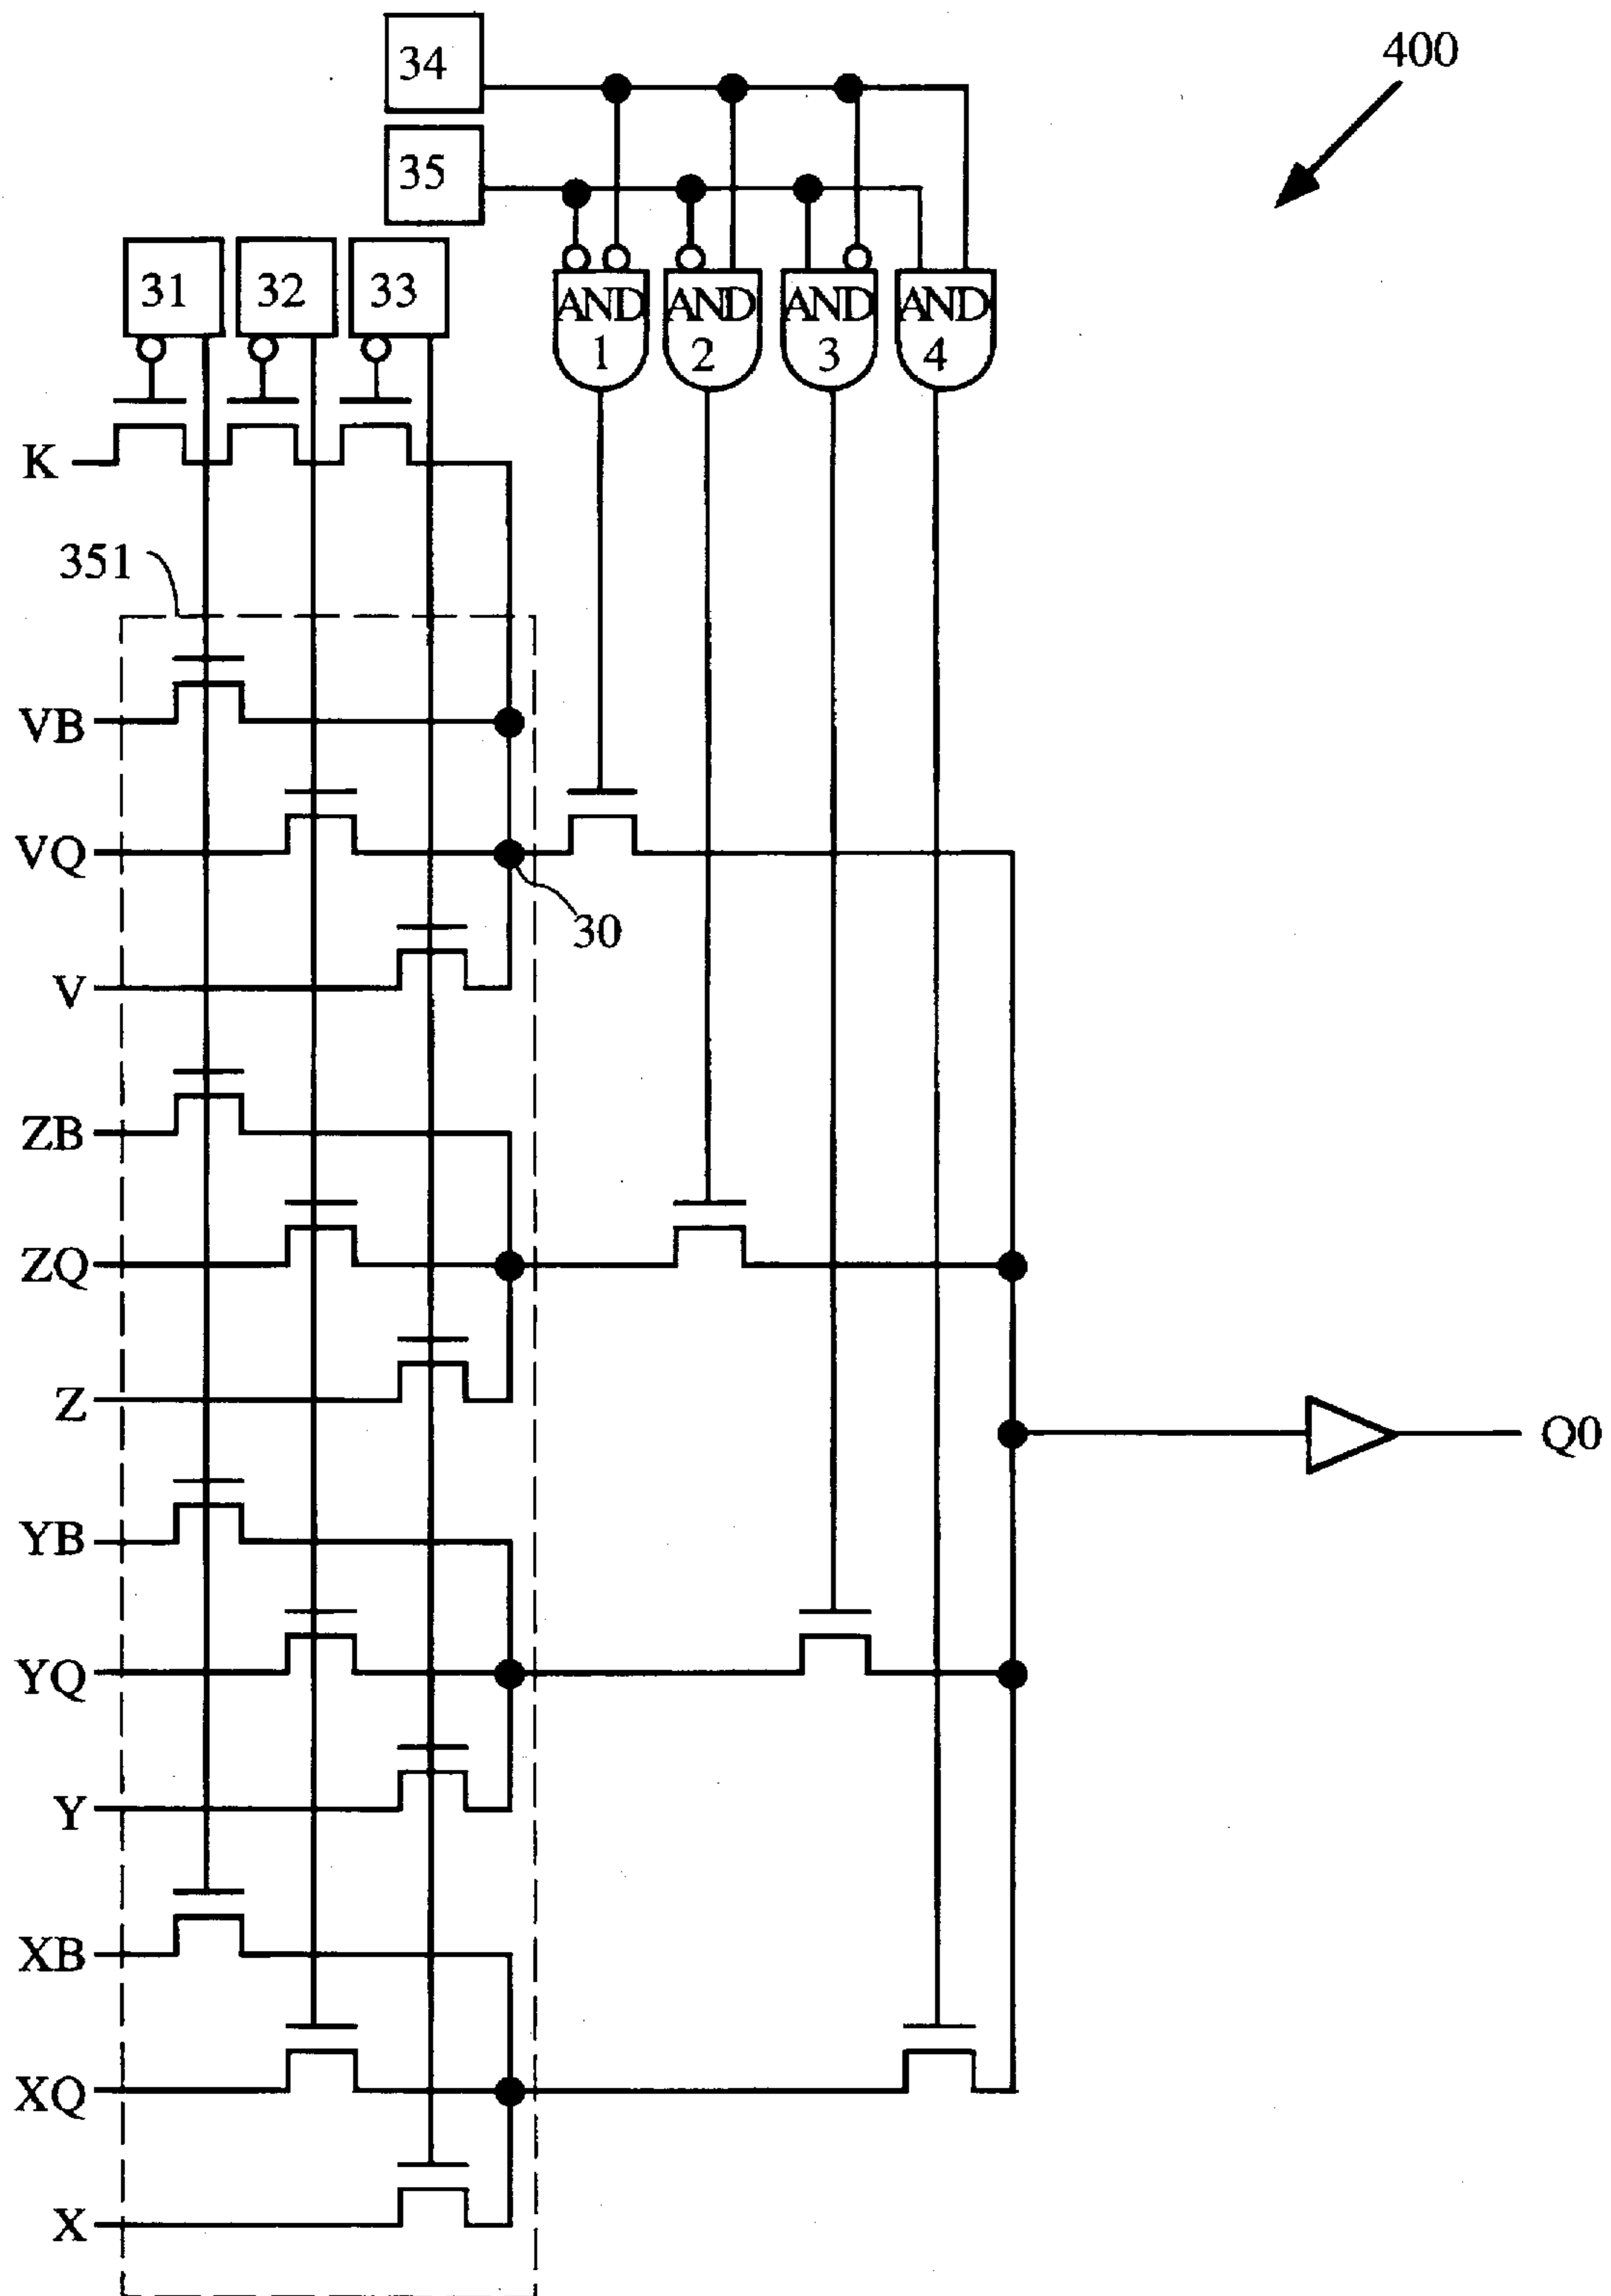 34
400
35
31
32
33
AND
1
AND
2
AND
3
AND
4
K
351
VB
VQ
30
V
ZB
ZQ
Z
Q0
YB
YQ
Y
XB
XQ
X